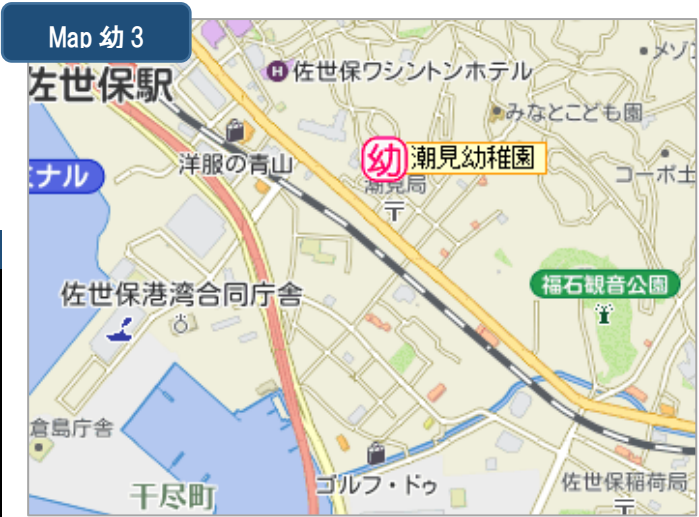 Map 幼 3
佐世保駅
佐世保ワシントンホテル
メゾ
みなとこども園
洋服の青山
幼
潮見幼稚園
潮見局
コーポ土
ナル
福石観音公園
佐世保港湾合同庁舎
倉島庁舎
ゴルフ・ドゥ
佐世保稲荷局
干尽町